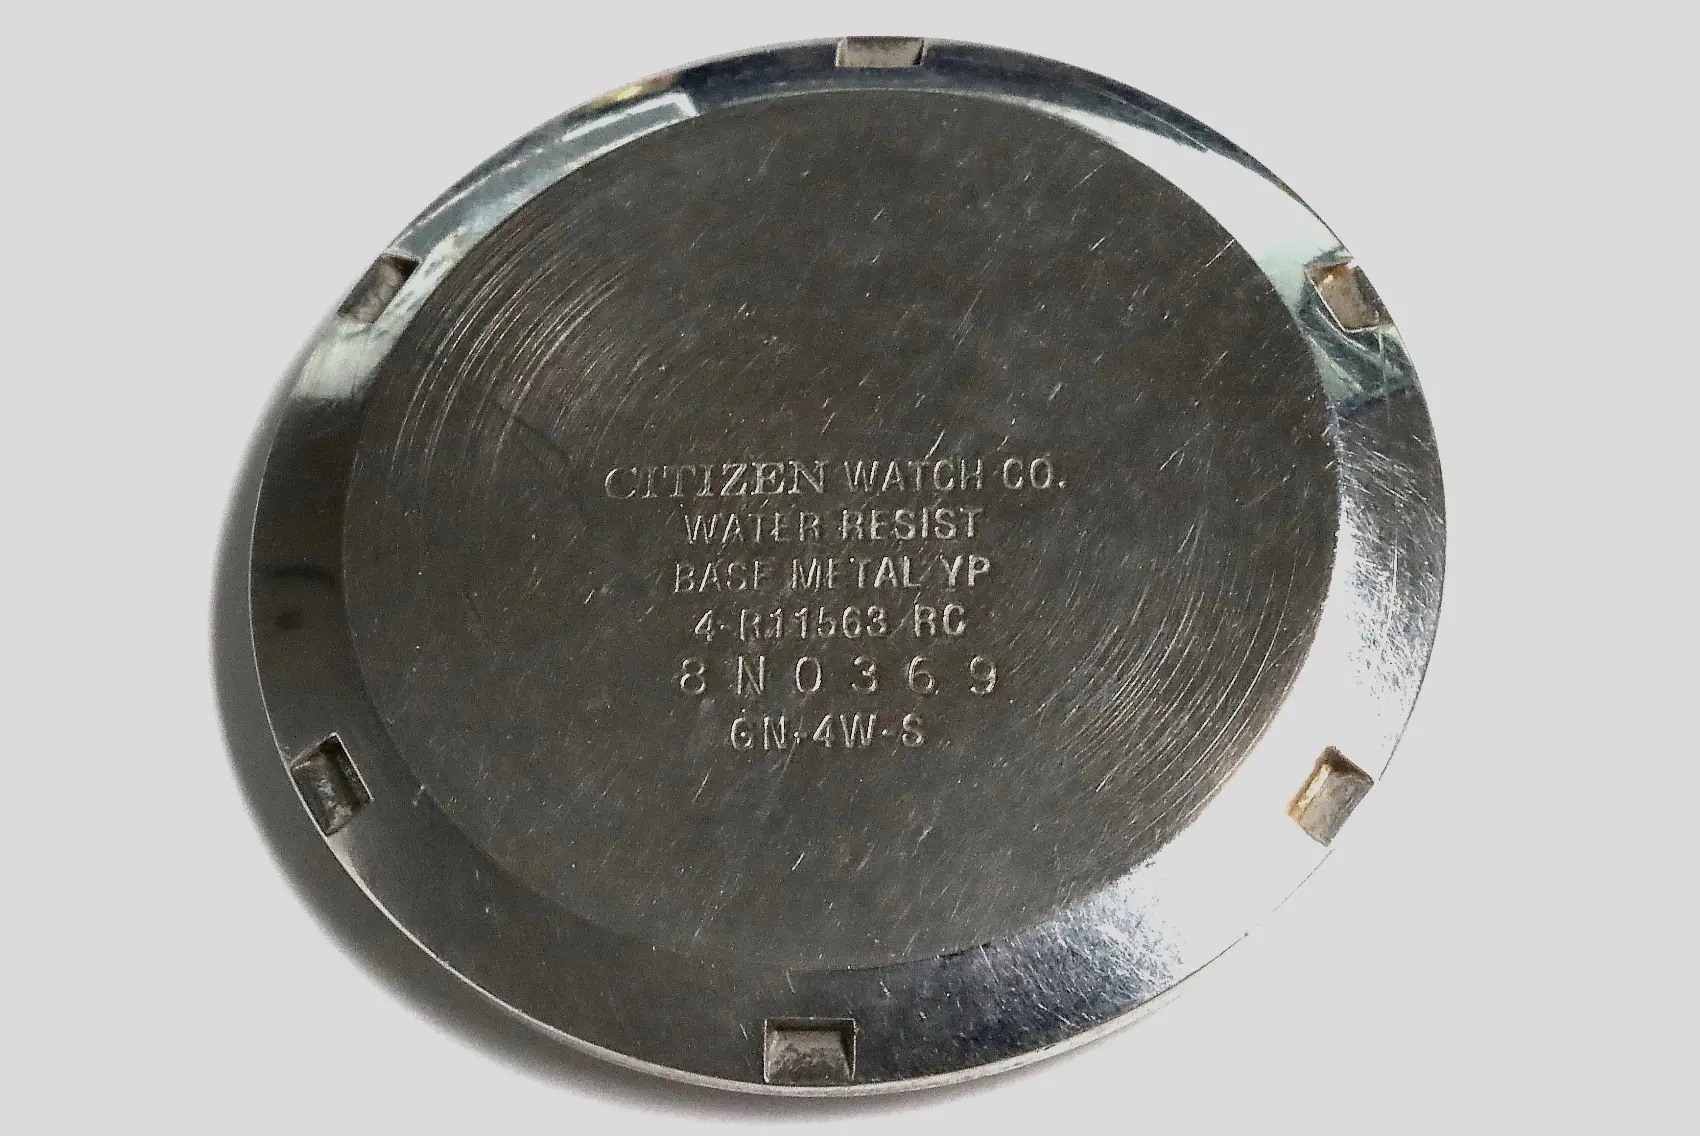 CITIZEN WATCH CO.
WATER RESIST
BASE METAL YP
4-R11563 RC
8N0369
GN-4W-S